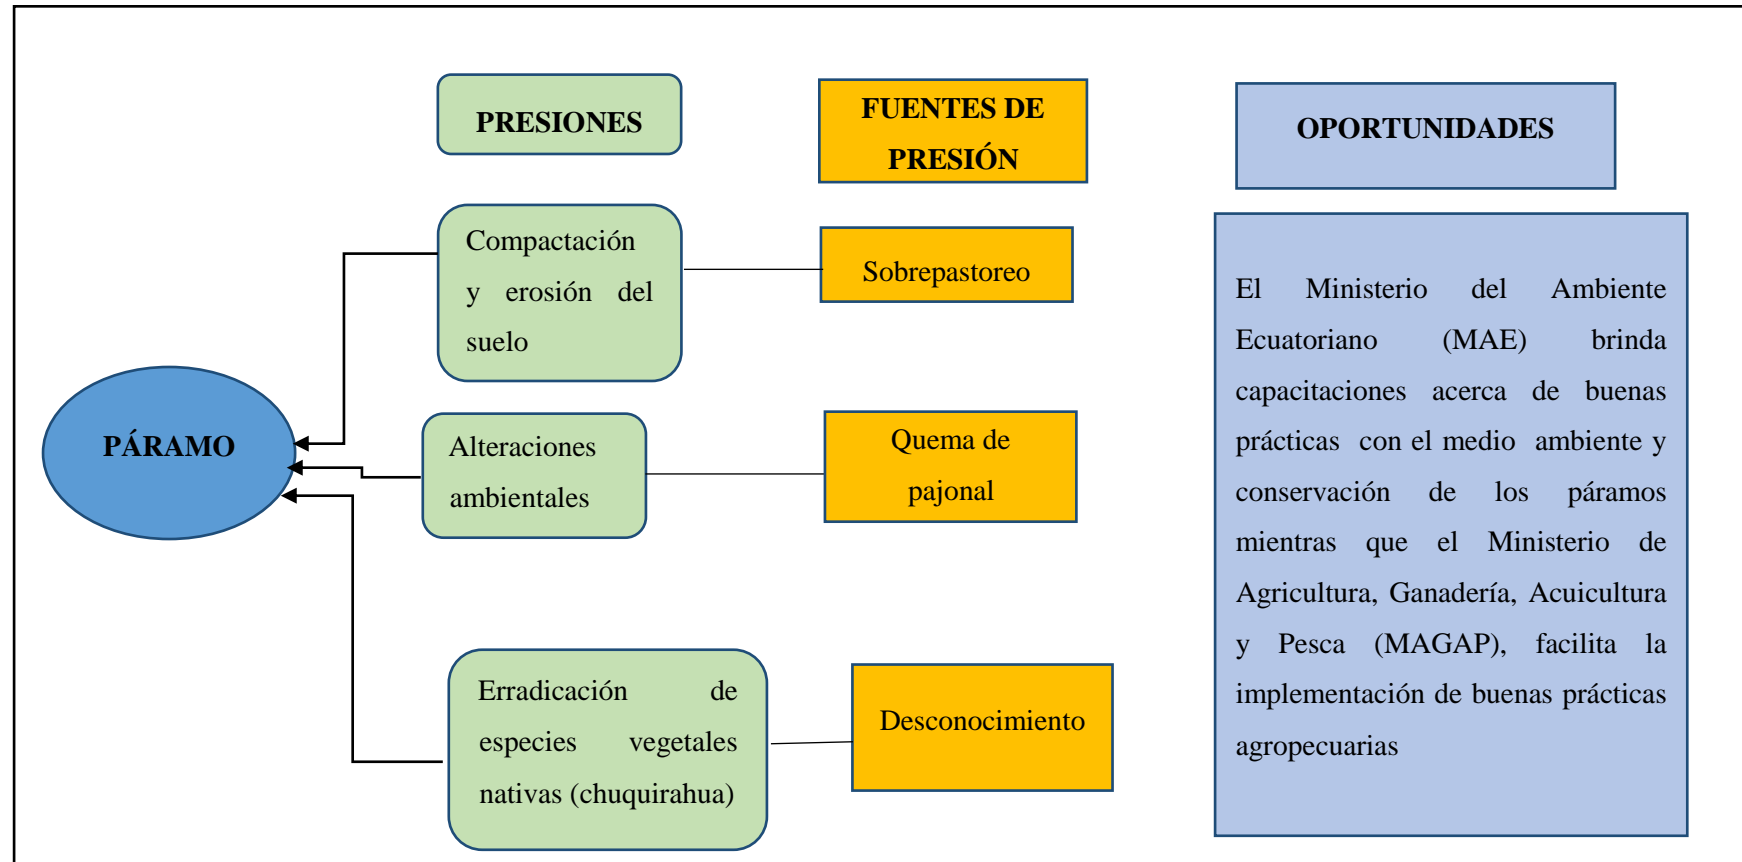 PRESIONES
FUENTES DE
PRESIÓN
OPORTUNIDADES
Compactación
y erosión del
suelo
Sobrepastoreo
PÁRAMO
Alteraciones
ambientales
Quema de
pajonal
Erradicación de
especies vegetales
nativas (chuquirahua)
Desconocimiento
El Ministerio del Ambiente
Ecuatoriano (MAE) brinda
capacitaciones acerca de buenas
prácticas con el medio ambiente y
conservación de los páramos
mientras que el Ministerio de
Agricultura, Ganadería, Acuicultura
y Pesca (MAGAP), facilita la
implementación de buenas prácticas
agropecuarias